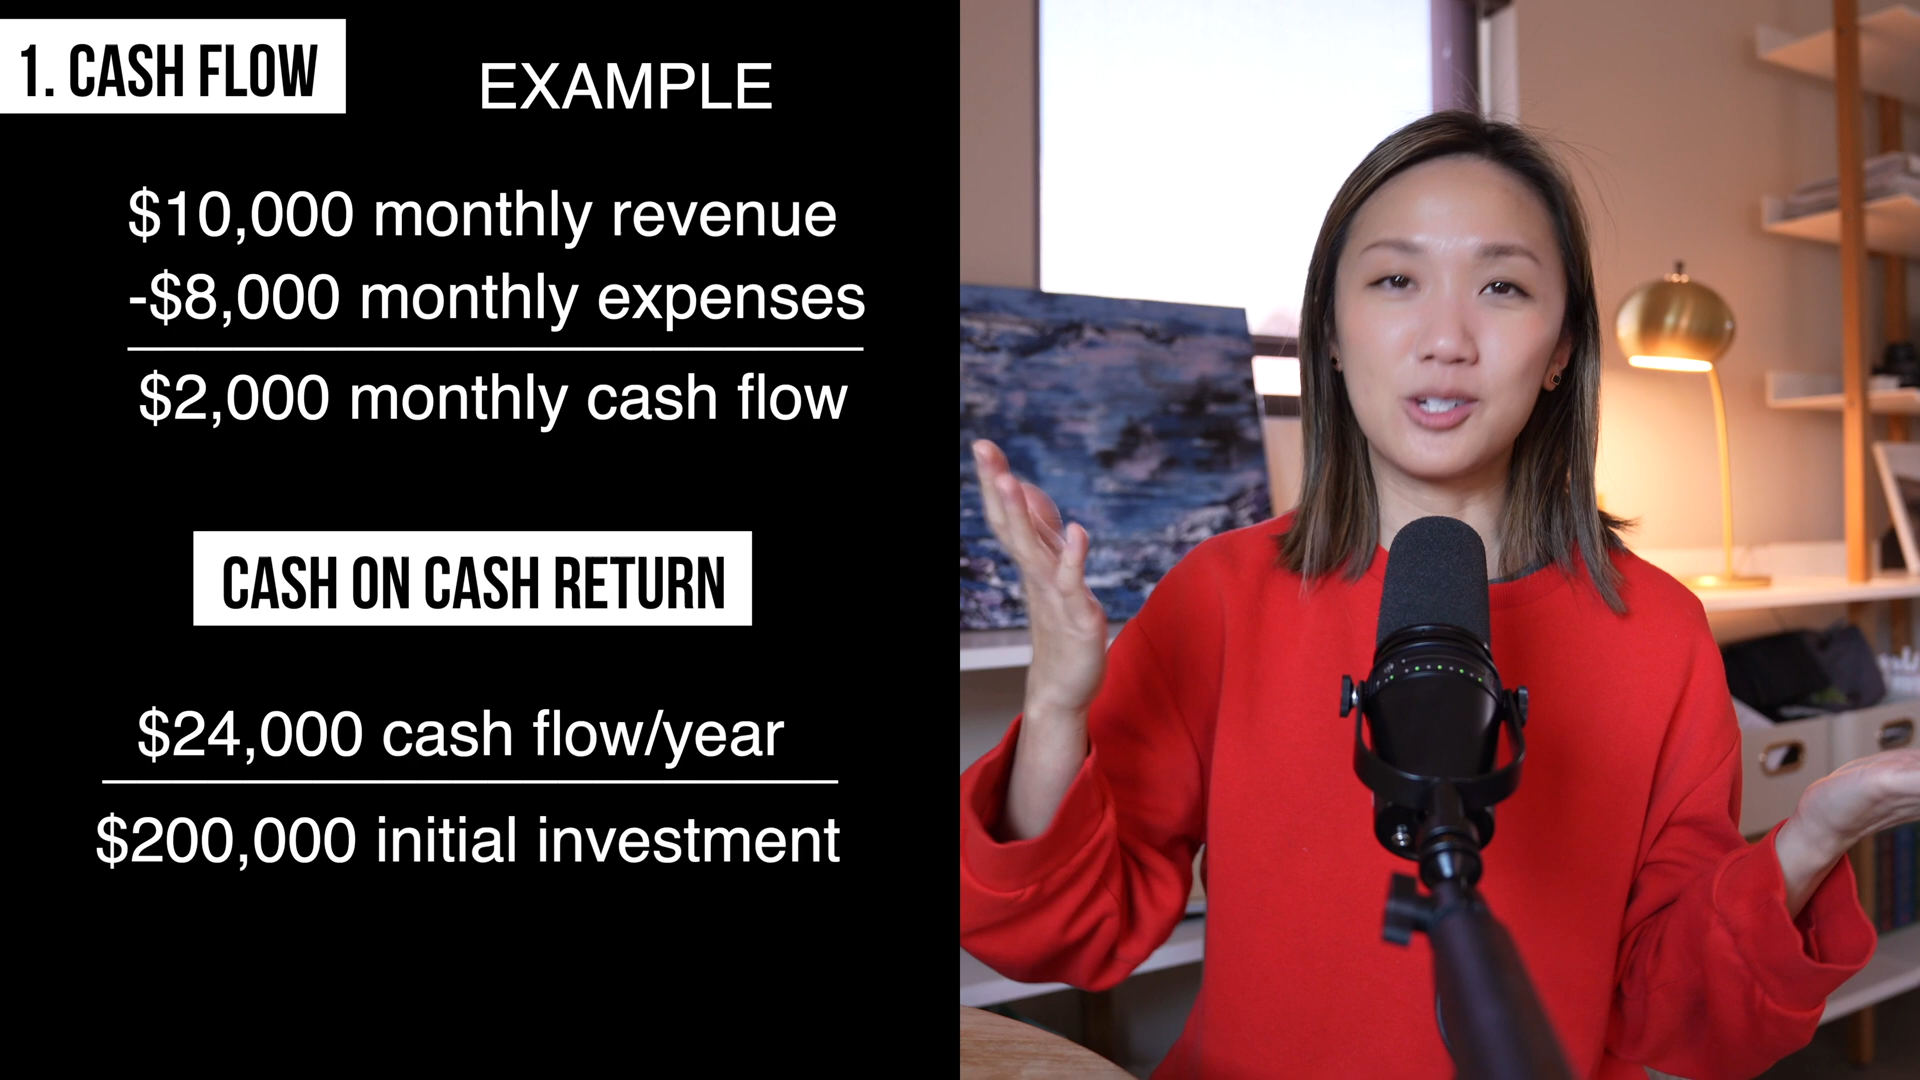 1. CASH FLOW
EXAMPLE
$10,000 monthly revenue
-$8,000 monthly expenses
$2,000 monthly cash flow
CASH ON CASH RETURN
$24,000 cash flow/year
$200,000 initial investment